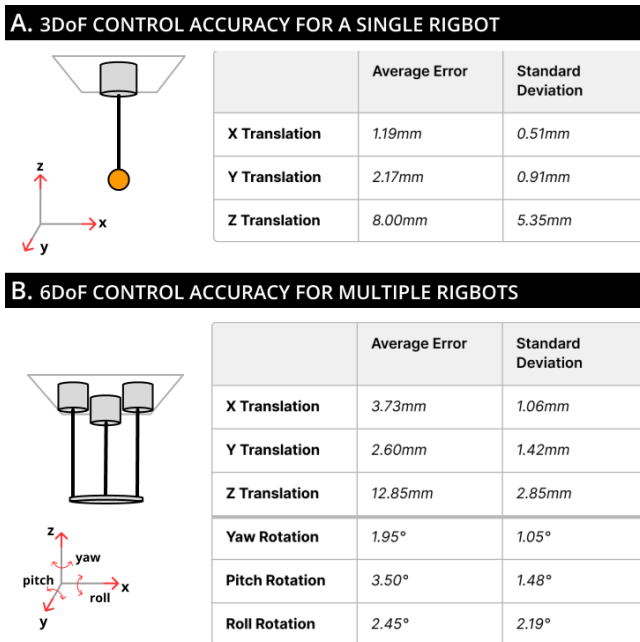 A. 3DoF CONTROL ACCURACY FOR A SINGLE RIGBOT
Average Error Standard Deviation
X Translation 1.19mm 0.51mm
Y Translation 2.17mm 0.91mm
Z Translation 8.00mm 5.35mm
z
x
y
B. 6DoF CONTROL ACCURACY FOR MULTIPLE RIGBOTS
Average Error Standard Deviation
X Translation 3.73mm 1.06mm
Y Translation 2.60mm 1.42mm
Z Translation 12.85mm 2.85mm
Yaw Rotation 1.95° 1.05°
Pitch Rotation 3.50° 1.48°
Roll Rotation 2.45° 2.19°
z
yaw
pitch
x
roll
y